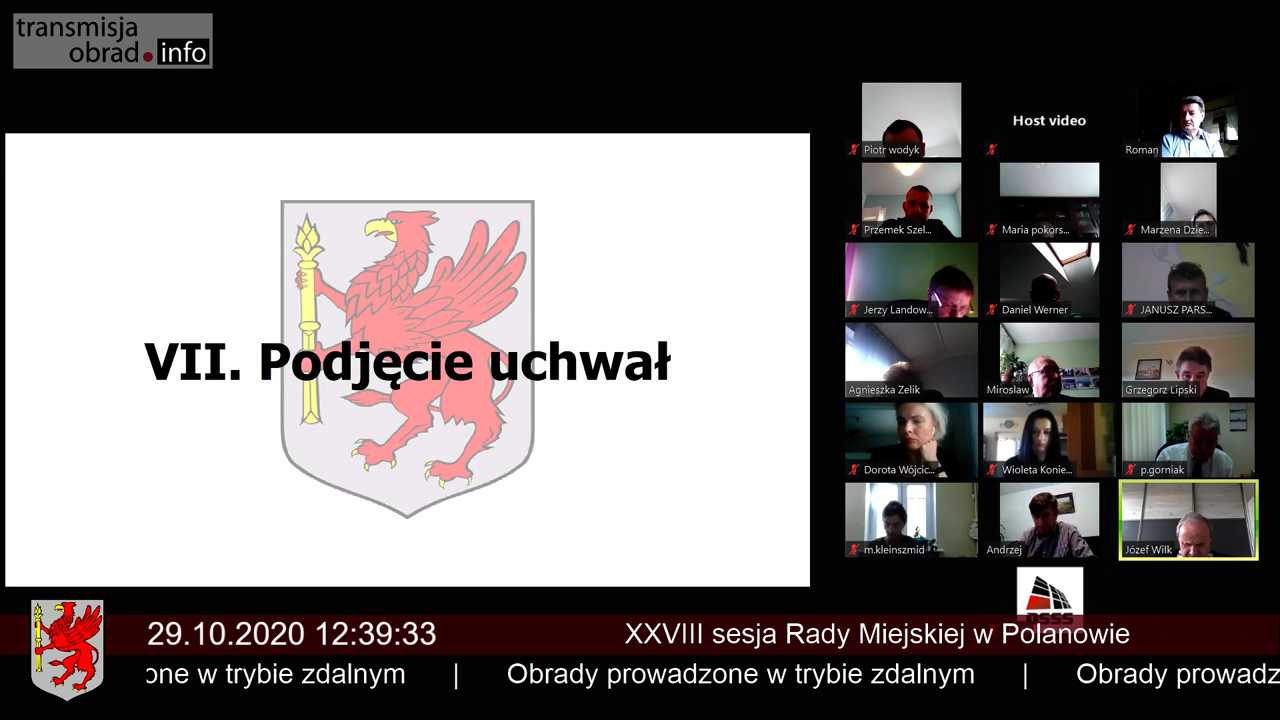 transmisja
obrad.info
VII. Podjęcie uchwał
Piotr wodyk
Host video
Roman
Przemek Szel...
Maria pokors...
Marzena Dzie...
Jerzy Landow...
Daniel Werner
JANUSZ PARS...
Agnieszka Zelik
Miroslaw
Grzegorz Lipski
Dorota Wójcic...
Wioleta Konie...
p.gorniak
m.kleinszmid
Andrzej
Józef Wilk
29.10.2020 12:39:33
XXVIII sesja Rady Miejskiej w Polanowie
one w trybie zdalnym | Obrady prowadzone w trybie zdalnym | Obrady prowadz